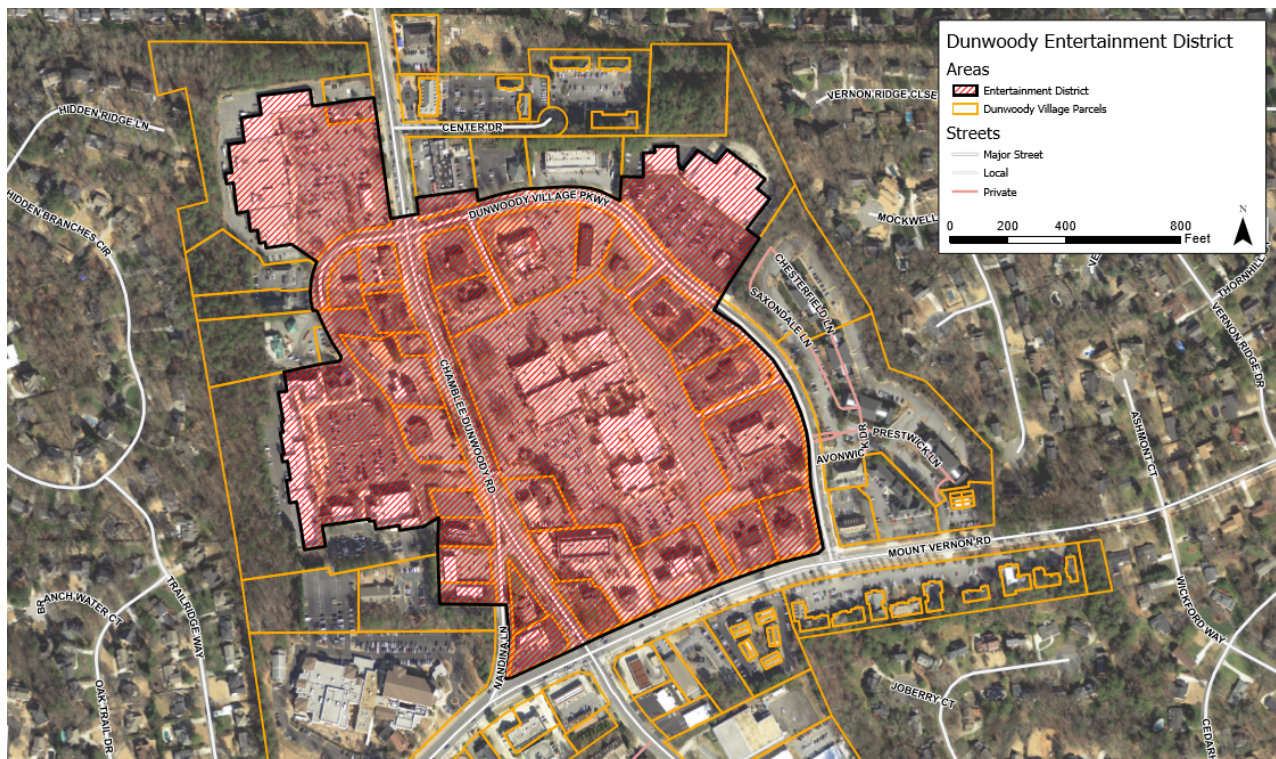 Dunwoody Entertainment District
Areas
Entertainment District
Dunwoody Village Parcels
Streets
Major Street
Local
Private
N
0 200 400 800
Feet
HIDDEN RIDGE LN
HIDDEN BRANCHES CIR
CENTER DR
DUNWOODY VILLAGE PKWY
VERNON RIDGE CLSE
MOCKWELL
THORNHILL
VERNON RIDGE DR
CHESTERFIELD LN
SAXONDALE LN
CHAMBLEE DUNWOODY RD
PRESTWICK LN
AVONWICK DR
ASHMONT CT
MOUNT VERNON RD
WICKFORD WAY
BRANCH WATER CT
TRAILRIDGE WAY
OAK TRAIL DR
NANDINA LN
JOBERRY CT